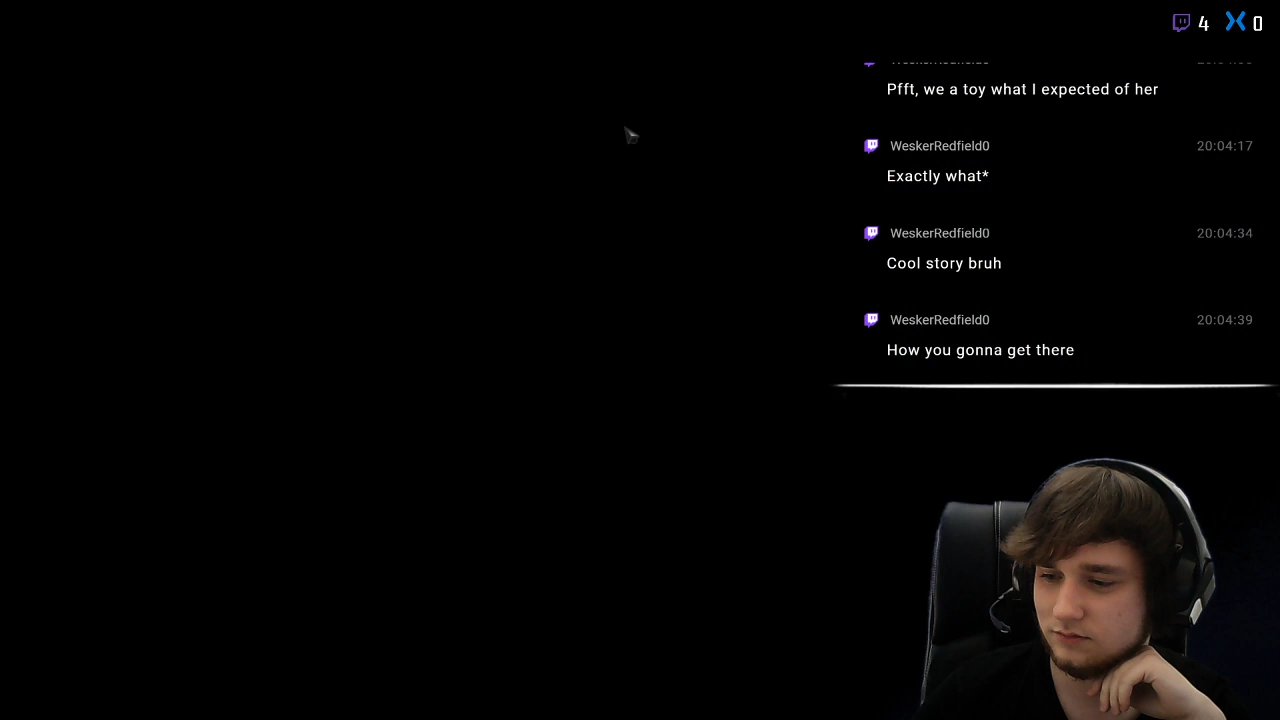 4 0
Pfft, we a toy what I expected of her
WeskerRedfield0 20:04:17
Exactly what*
WeskerRedfield0 20:04:34
Cool story bruh
WeskerRedfield0 20:04:39
How you gonna get there